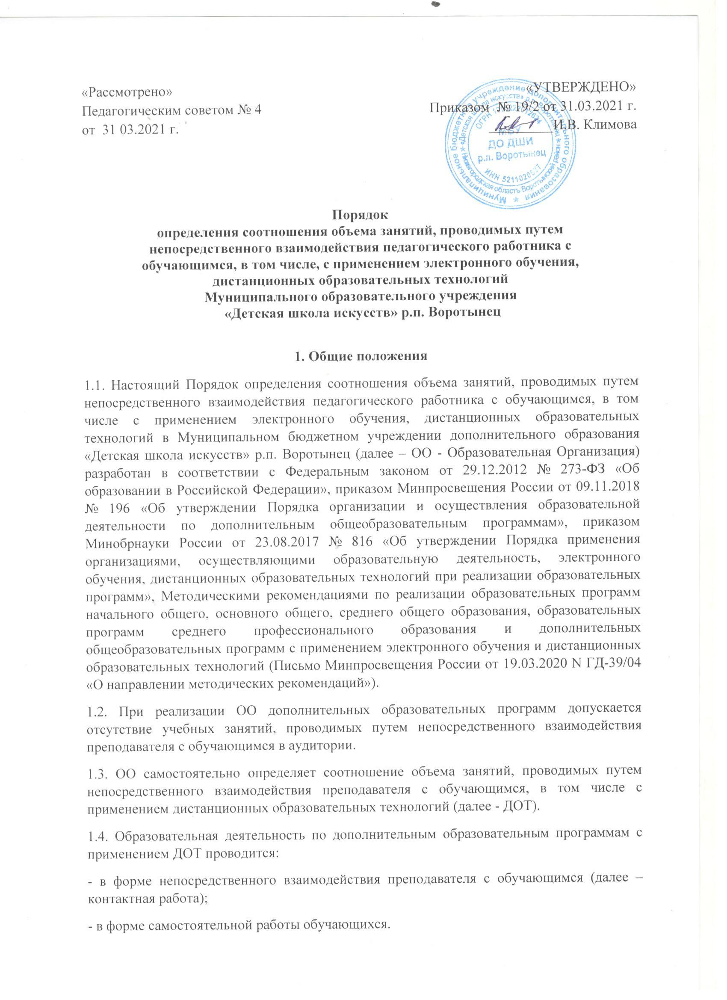 «Рассмотрено»
Педагогическим советом № 4
от 31 03.2021 г.
«УТВЕРЖДЕНО»
Приказом № 19/2 от 31.03.2021 г.
И.В. Климова
Муниципальное бюджетное учреждение дополнительного образования
«Детская школа искусств» р.п. Воротынец
Нижегородская область Воротынский район
ОГРН
МБУ
ДО ДШИ
р.п. Воротынец
ИНН
Порядок
определения соотношения объема занятий, проводимых путем
непосредственного взаимодействия педагогического работника с
обучающимся, в том числе, с применением электронного обучения,
дистанционных образовательных технологий
Муниципального образовательного учреждения
«Детская школа искусств» р.п. Воротынец
1. Общие положения
1.1. Настоящий Порядок определения соотношения объема занятий, проводимых путем
непосредственного взаимодействия педагогического работника с обучающимся, в том
числе с применением электронного обучения, дистанционных образовательных
технологий в Муниципальном бюджетном учреждении дополнительного образования
«Детская школа искусств» р.п. Воротынец (далее – ОО - Образовательная Организация)
разработан в соответствии с Федеральным законом от 29.12.2012 № 273-ФЗ «Об
образовании в Российской Федерации», приказом Минпросвещения России от 09.11.2018
№ 196 «Об утверждении Порядка организации и осуществления образовательной
деятельности по дополнительным общеобразовательным программам», приказом
Минобрнауки России от 23.08.2017 № 816 «Об утверждении Порядка применения
организациями, осуществляющими образовательную деятельность, электронного
обучения, дистанционных образовательных технологий при реализации образовательных
программ», Методическими рекомендациями по реализации образовательных программ
начального общего, основного общего, среднего общего образования, образовательных
программ среднего профессионального образования и дополнительных
общеобразовательных программ с применением электронного обучения и дистанционных
образовательных технологий (Письмо Минпросвещения России от 19.03.2020 N ГД-39/04
«О направлении методических рекомендаций»).
1.2. При реализации ОО дополнительных образовательных программ допускается
отсутствие учебных занятий, проводимых путем непосредственного взаимодействия
преподавателя с обучающимся в аудитории.
1.3. ОО самостоятельно определяет соотношение объема занятий, проводимых путем
непосредственного взаимодействия преподавателя с обучающимся, в том числе с
применением дистанционных образовательных технологий (далее - ДОТ).
1.4. Образовательная деятельность по дополнительным образовательным программам с
применением ДОТ проводится:
- в форме непосредственного взаимодействия преподавателя с обучающимся (далее –
контактная работа);
- в форме самостоятельной работы обучающихся.